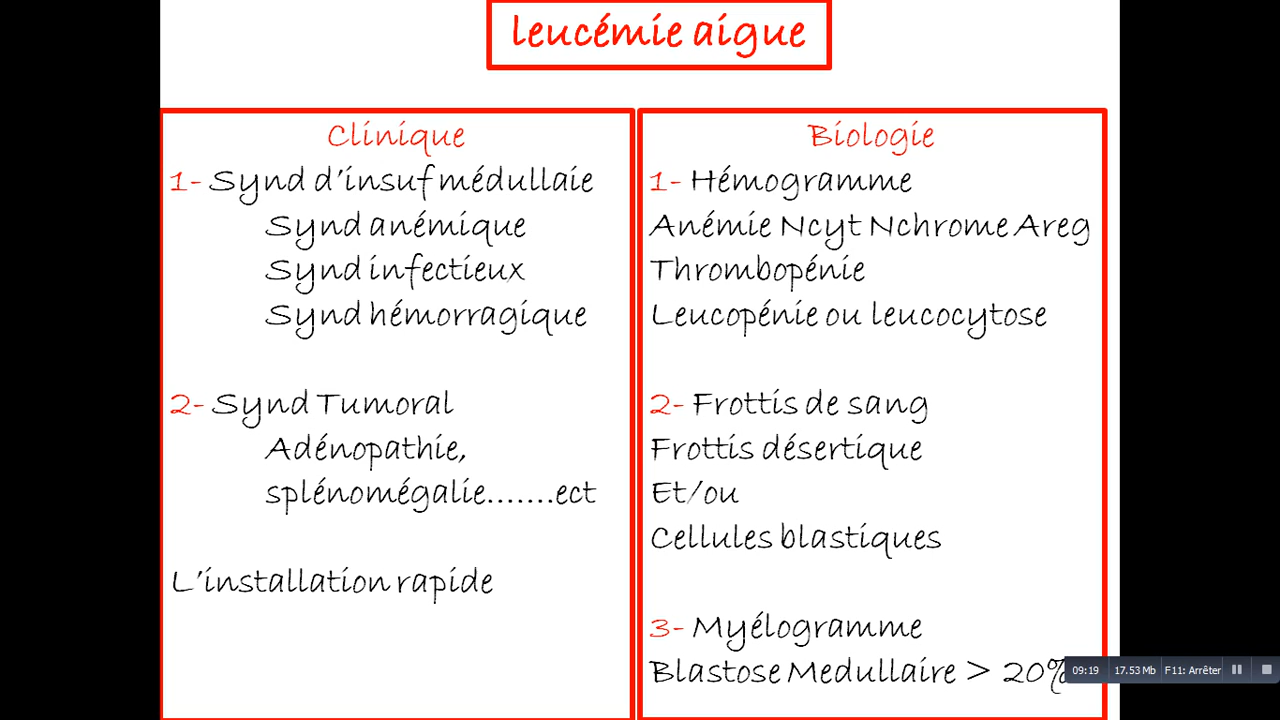 leucémie aigue
Clinique
1- Synd d'insuf médullaie
Synd anémique
Synd infectieux
Synd hémorragique
2- Synd Tumoral
Adénopathie,
splénomégalie.......ect
L'installation rapide
Biologie
1- Hémogramme
Anémie Ncyt Nchrome Areg
Thrombopénie
Leucopénie ou leucocytose
2- Frottis de sang
Frottis désertique
Et/ou
Cellules blastiques
3- Myélogramme
Blastose Medullaire > 20%
09:19 17.53 Mb F11: Arrêter